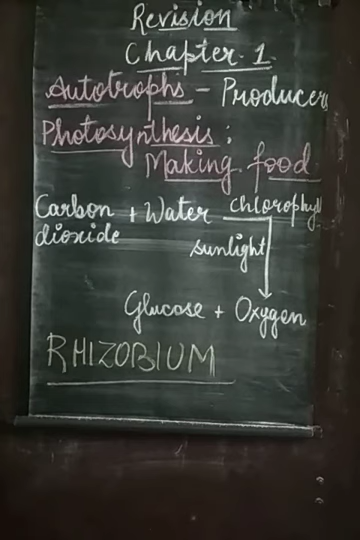 Revision
Chapter 1
Autotrophs - Producers
Photosynthesis :
Making food
Carbon + Water chlorophyll
dioxide sunlight
Glucose + Oxygen
RHIZOBIUM